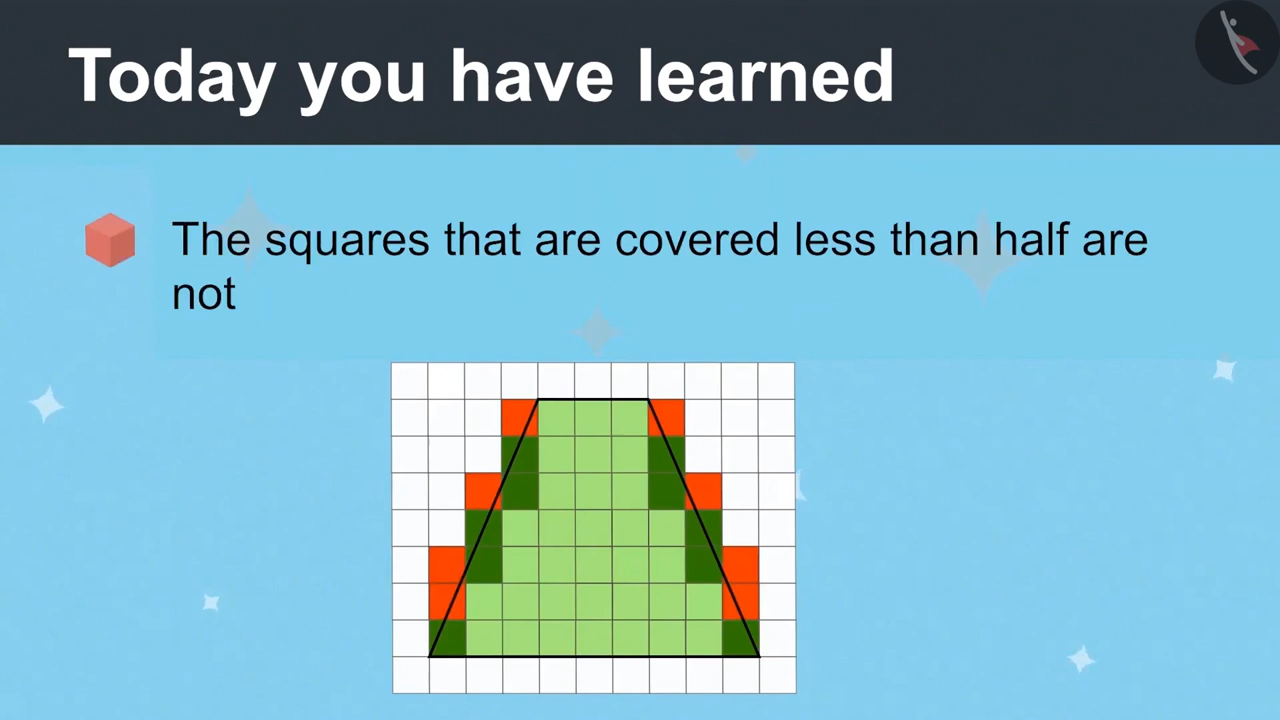 Today you have learned
The squares that are covered less than half are
not